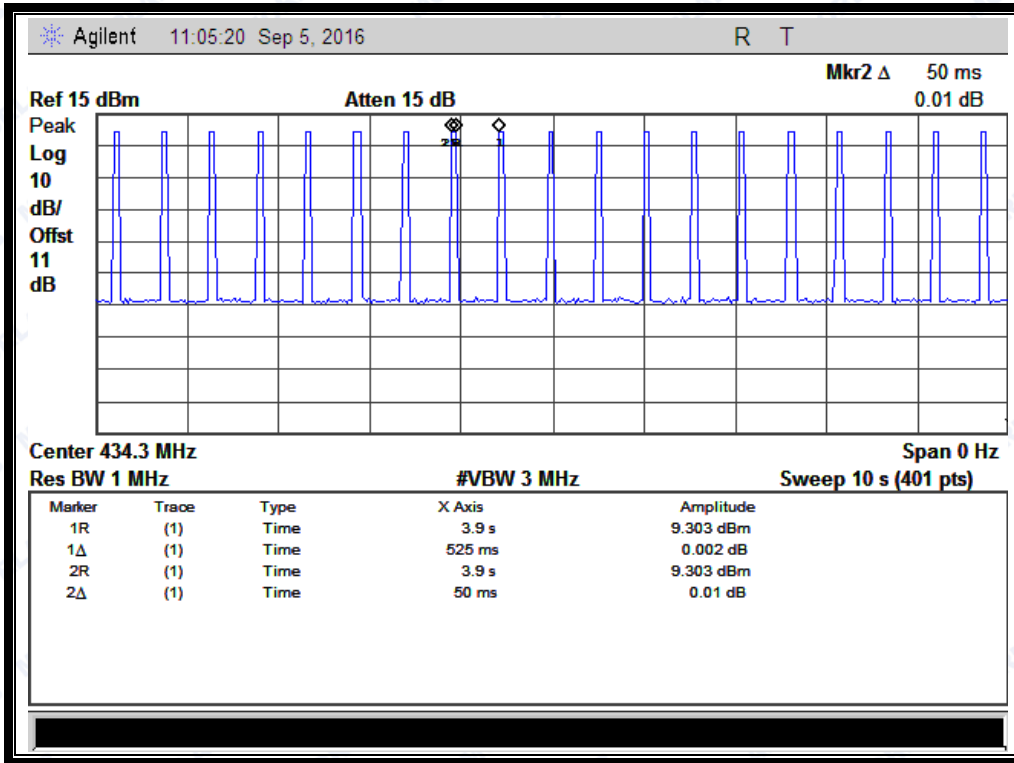 Agilent 11:05:20 Sep 5, 2016 R T
Mkr2 Δ 50 ms
Ref 15 dBm Atten 15 dB 0.01 dB
Peak
Log
10
dB/
Offst
11
dB
1
Center 434.3 MHz Span 0 Hz
Res BW 1 MHz #VBW 3 MHz Sweep 10 s (401 pts)
Marker Trace Type X Axis Amplitude
1R (1) Time 3.9 s 9.303 dBm
1Δ (1) Time 525 ms 0.002 dB
2R (1) Time 3.9 s 9.303 dBm
2Δ (1) Time 50 ms 0.01 dB